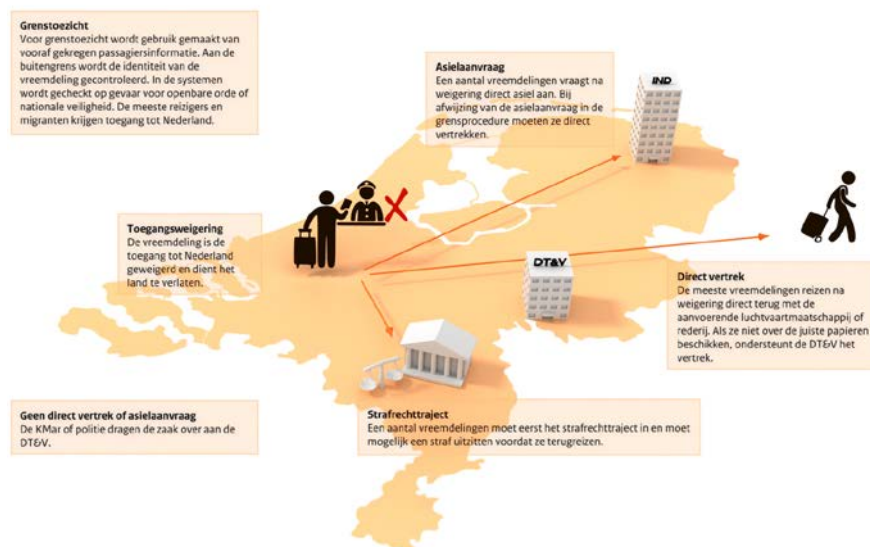 Grenstoezicht
Voor grenstoezicht wordt gebruik gemaakt van
vooraf gekregen passagiersinformatie. Aan de
buitengrens wordt de identiteit van de
vreemdeling gecontroleerd. In de systemen
wordt gecheckt op gevaar voor openbare orde of
nationale veiligheid. De meeste reizigers en
migranten krijgen toegang tot Nederland.
Asielaanvraag
Een aantal vreemdelingen vraagt na
weigering direct asiel aan. Bij
afwijzing van de asielaanvraag in de
grensprocedure moeten ze direct
vertrekken.
IND
Toegangsweigering
De vreemdeling is de
toegang tot Nederland
geweigerd en dient het
land te verlaten.
DT&V
Direct vertrek
De meeste vreemdelingen reizen na
weigering direct terug met de
aanvoerende luchtvaartmaatschappij of
rederij. Als ze niet over de juiste papieren
beschikken, ondersteunt de DT&V het
vertrek.
Geen direct vertrek of asielaanvraag
De KMar of politie dragen de zaak over aan de
DT&V.
Strafrechttraject
Een aantal vreemdelingen moet eerst het strafrechttraject in en moet
mogelijk een straf uitzitten voordat ze terugreizen.